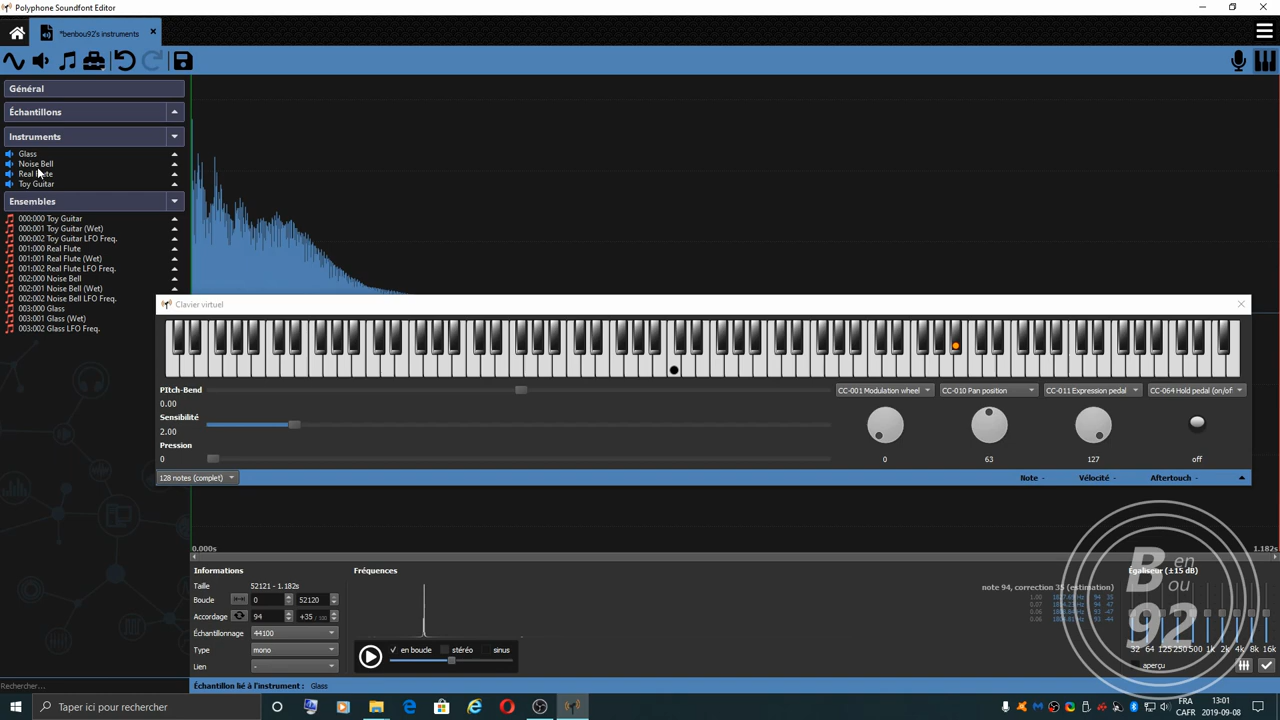 Polyphone Soundfont Editor
*benbou92's instruments
Général
Échantillons
Instruments
Glass
Noise Bell
Toy Guitar
Ensembles
000:000 Toy Guitar
000:001 Toy Guitar (Wet)
000:002 Toy Guitar LFO Freq.
001:000 Real Flute
001:001 Real Flute (Wet)
001:002 Real Flute LFO Freq.
002:000 Noise Bell
002:001 Noise Bell (Wet)
002:002 Noise Bell LFO Freq.
003:000 Glass
003:001 Glass (Wet)
003:002 Glass LFO Freq.
Clavier virtuel
PItch-Bend
0.00
Sensibilité
2.00
Pression
0
CC-001 Modulation wheel
CC-010 Pan position
CC-011 Expression pedal
CC-064 Hold pedal (on/of
0
63
127
off
128 notes (complet)
Note -
Vélocité -
Aftertouch -
0.000s
1.182s
Informations
Taille
52121 - 1.182s
Boucle
0
52120
Accordage
94
+35 / 100
Échantillonnage
44100
Type
mono
Lien
-
Fréquences
en boucle
stéréo
sinus
note 94, correction 35 (estimation)
Égaliseur (±15 dB)
32 64 125 250 500 1k 2k 4k 8k 16k
aperçu
B en
ou
92
Rechercher...
Échantillon lié à l'instrument : Glass
Taper ici pour rechercher
FRA
CAFR
13:01
2019-09-08